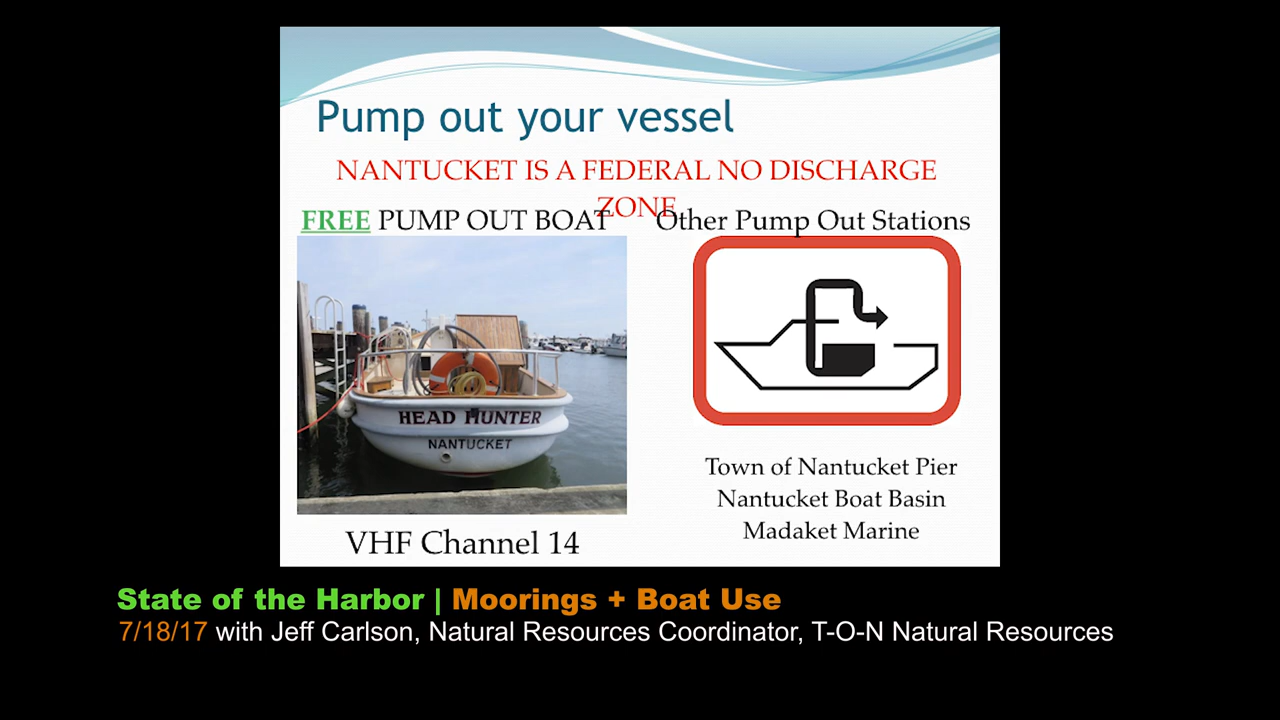 Pump out your vessel
NANTUCKET IS A FEDERAL NO DISCHARGE
ZONE
FREE PUMP OUT BOAT
Other Pump Out Stations
HEAD HUNTER
NANTUCKET
VHF Channel 14
Town of Nantucket Pier
Nantucket Boat Basin
Madaket Marine
State of the Harbor | Moorings + Boat Use
7/18/17 with Jeff Carlson, Natural Resources Coordinator, T-O-N Natural Resources